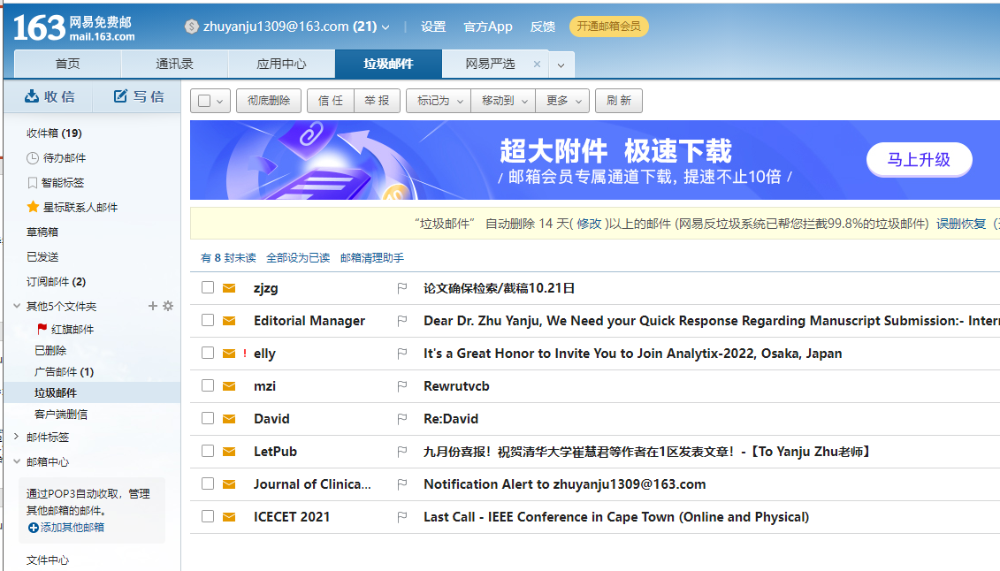 163 网易免费邮
mail.163.com
zhuyanju1309@163.com (21) | 设置 官方App 反馈 开通邮箱会员
首页 通讯录 应用中心 垃圾邮件 网易严选 ×
收信 写信
彻底删除 信任 举报 标记为 移动到 更多 刷新
收件箱 (19)
待办邮件
智能标签
星标联系人邮件
草稿箱
已发送
订阅邮件 (2)
其他5个文件夹
红旗邮件
已删除
广告邮件 (1)
垃圾邮件
客户端删信
邮件标签
邮箱中心
通过POP3自动收取，管理
其他邮箱的邮件。
添加其他邮箱
文件中心
超大附件 极速下载
/ 邮箱会员专属通道下载, 提速不止10倍 /
马上升级
“垃圾邮件” 自动删除 14 天( 修改 )以上的邮件 (网易反垃圾系统已帮您拦截99.8%的垃圾邮件) 误删恢复
有 8 封未读 全部设为已读 邮箱清理助手
zjzg 论文确保检索/截稿10.21日
Editorial Manager Dear Dr. Zhu Yanju, We Need your Quick Response Regarding Manuscript Submission:- Inter
! elly It's a Great Honor to Invite You to Join Analytix-2022, Osaka, Japan
mzi Rewrutvcb
David Re:David
LetPub 九月份喜报！祝贺清华大学崔慧君等作者在1区发表文章！-【To Yanju Zhu老师】
Journal of Clinica... Notification Alert to zhuyanju1309@163.com
ICECET 2021 Last Call - IEEE Conference in Cape Town (Online and Physical)